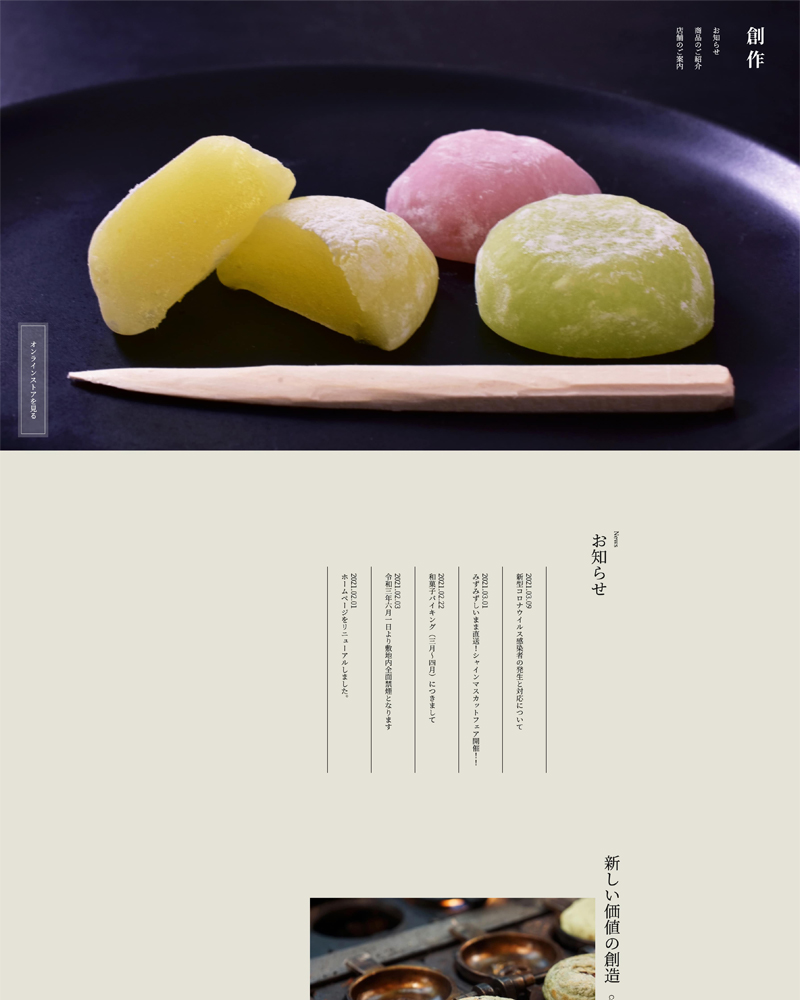 創作
お知らせ
商品のご紹介
店舗のご案内
オンラインストアを見る
News
お知らせ
2021.03.09
新型コロナウイルス感染者の発生と対応について
2021.03.01
みずみずしいまま直送！シャインマスカットフェア開催！！
2021.02.22
和菓子バイキング（三月～四月）につきまして
2021.02.03
令和三年六月一日より敷地内全面禁煙となります
2021.02.01
ホームページをリニューアルしました。
新しい価値の創造